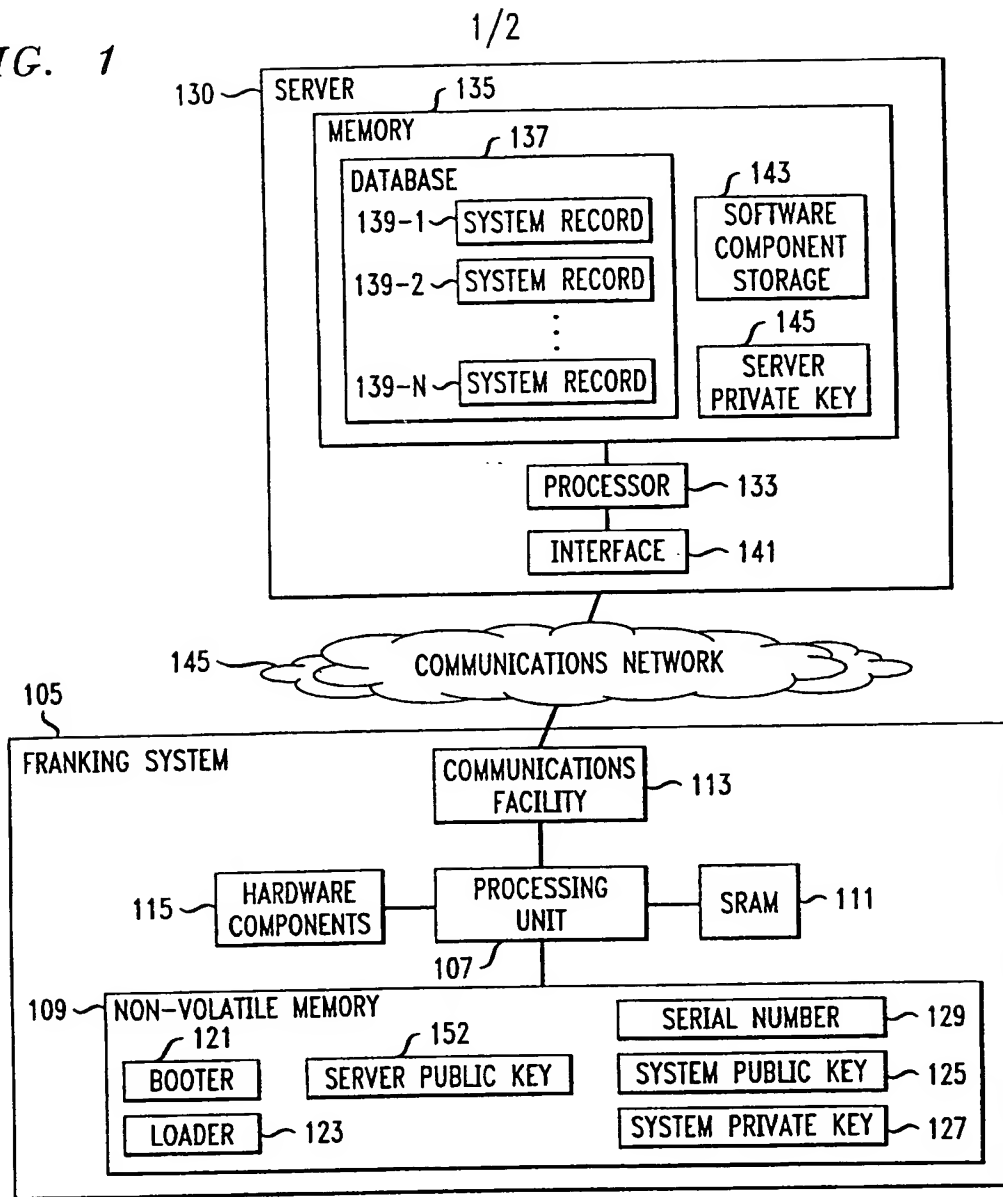 1/2
IG. 1
130 SERVER
135
MEMORY
137
DATABASE
139-1 SYSTEM RECORD
139-2 SYSTEM RECORD
139-N SYSTEM RECORD
143
SOFTWARE
COMPONENT
STORAGE
145
SERVER
PRIVATE KEY
PROCESSOR 133
INTERFACE 141
145 COMMUNICATIONS NETWORK
105
FRANKING SYSTEM
COMMUNICATIONS
FACILITY
113
115 HARDWARE
COMPONENTS
PROCESSING
UNIT
107
SRAM 111
109 NON-VOLATILE MEMORY
121
BOOTER
LOADER 123
152
SERVER PUBLIC KEY
SERIAL NUMBER 129
SYSTEM PUBLIC KEY 125
SYSTEM PRIVATE KEY 127